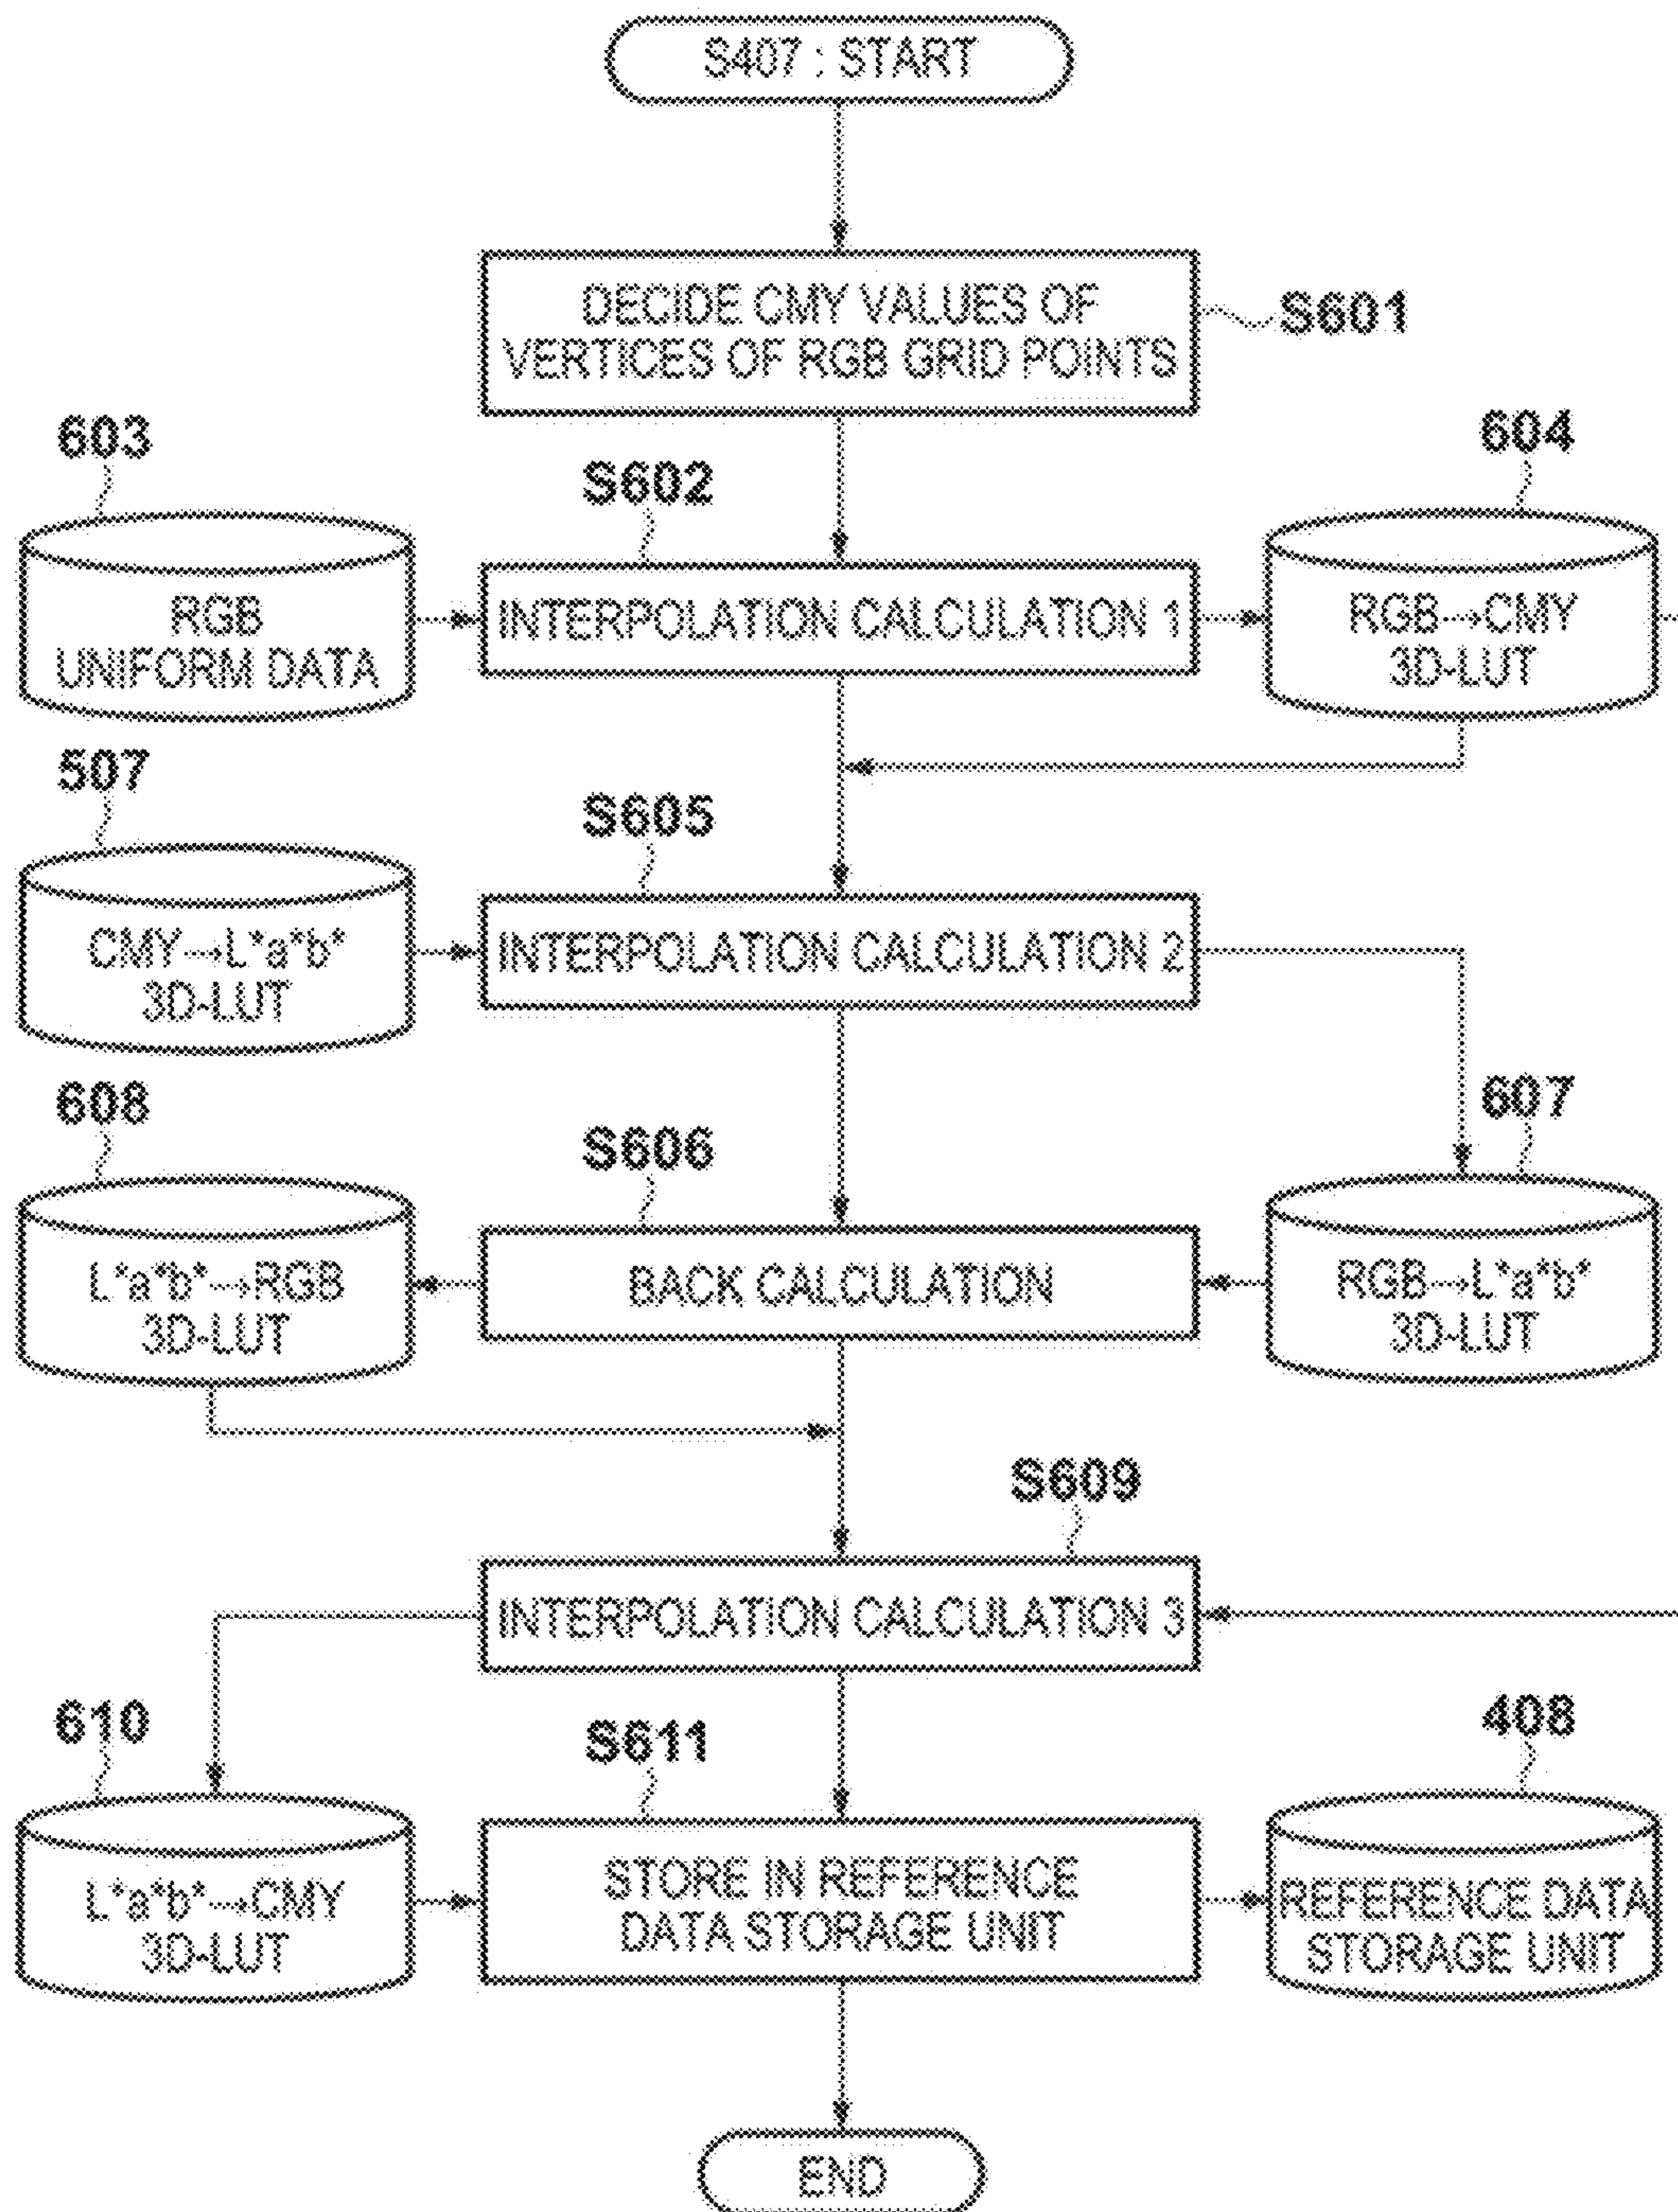 S407 : START
DECIDE CMY VALUES OF
VERTICES OF RGB GRID POINTS
S601
603
S602
604
RGB
UNIFORM DATA
INTERPOLATION CALCULATION 1
RGB→CMY
3D-LUT
507
S605
CMY→L*a*b*
3D-LUT
INTERPOLATION CALCULATION 2
608
S606
607
L*a*b*→RGB
3D-LUT
BACK CALCULATION
RGB→L*a*b*
3D-LUT
S609
INTERPOLATION CALCULATION 3
610
S611
408
L*a*b*→CMY
3D-LUT
STORE IN REFERENCE
DATA STORAGE UNIT
REFERENCE DATA
STORAGE UNIT
END